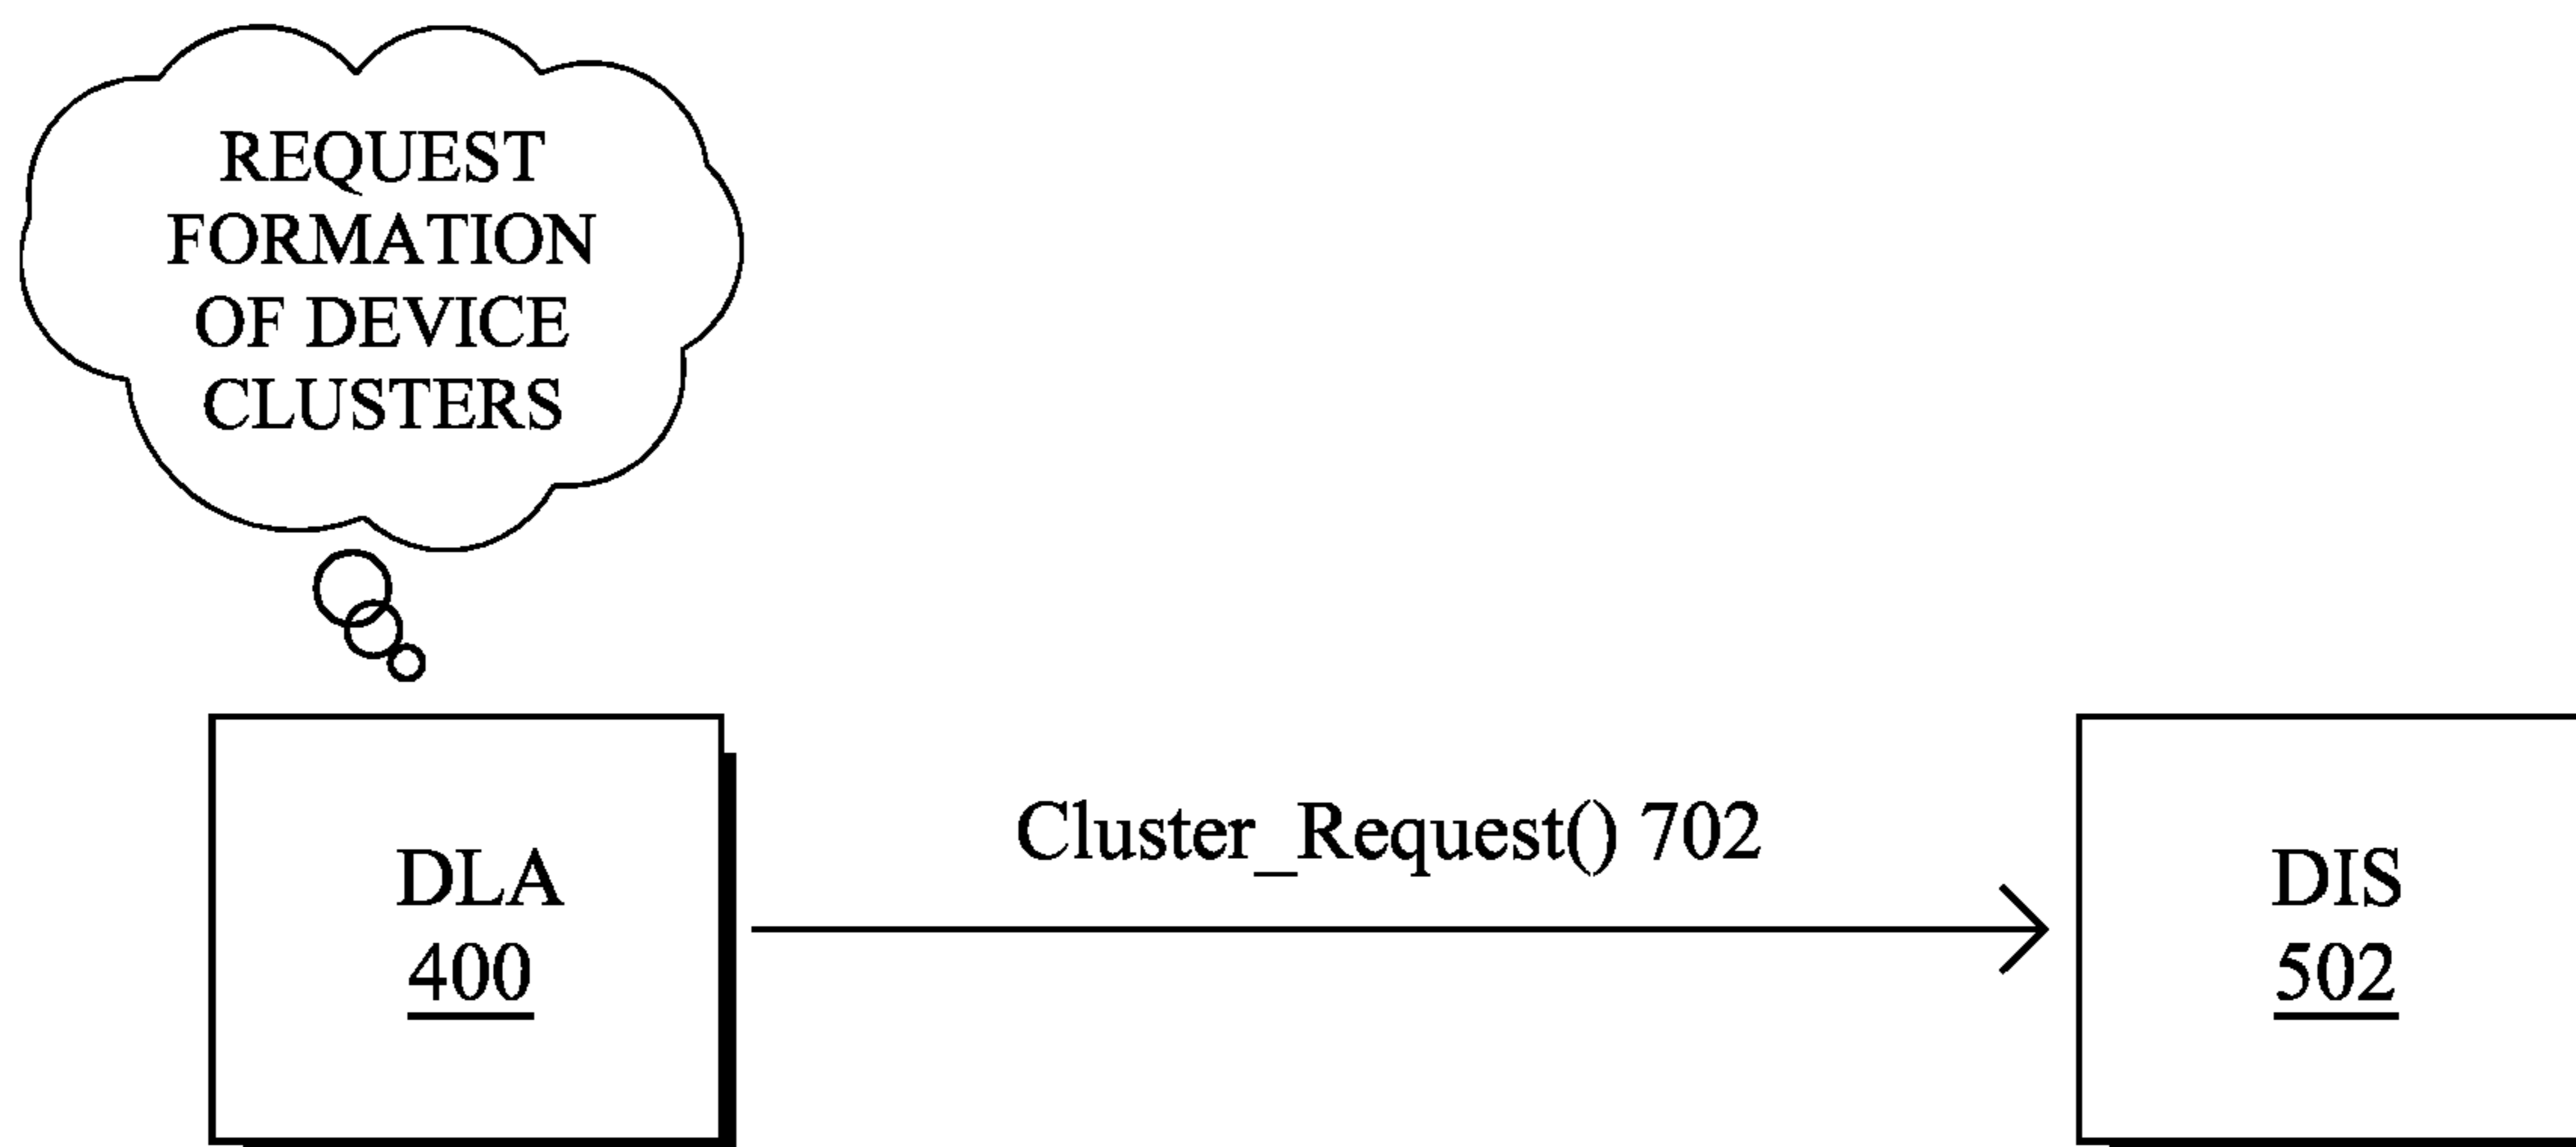 REQUEST
FORMATION
OF DEVICE
CLUSTERS
DLA
400
Cluster_Request() 702
DIS
502